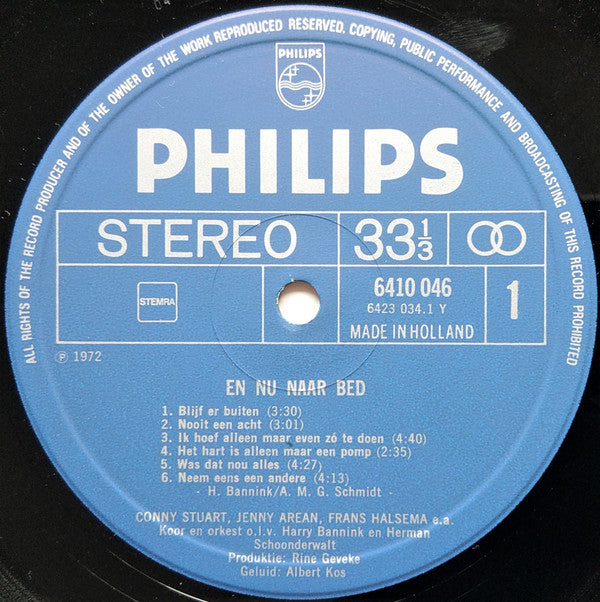 ALL RIGHTS OF THE RECORD PRODUCER AND OF THE OWNER OF THE WORK REPRODUCED RESERVED. COPYING, PUBLIC PERFORMANCE AND BROADCASTING OF THIS RECORD PROHIBITED
PHILIPS
PHILIPS
STEREO 33 1/3
STEMRA
6410 046
6423 034.1 Y
MADE IN HOLLAND
1
℗ 1972
EN NU NAAR BED
1. Blijf er buiten (3:30)
2. Nooit een acht (3:01)
3. Ik hoef alleen maar even zó te doen (4:40)
4. Het hart is alleen maar een pomp (2:35)
5. Was dat nou alles (4:27)
6. Neem eens een andere (4:13)
- H. Bannink/A. M. G. Schmidt -
CONNY STUART, JENNY AREAN, FRANS HALSEMA e.a.
Koor en orkest o.l.v. Harry Bannink en Herman
Schoonderwalt
Produktie: Rine Geveke
Geluid: Albert Kos